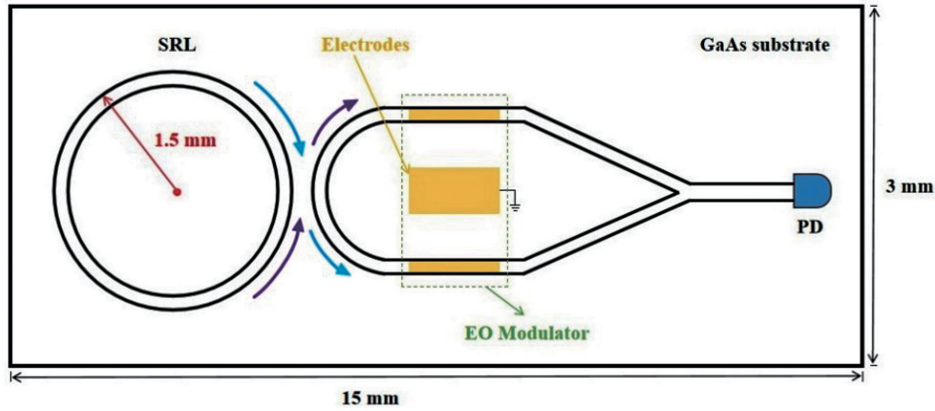 SRL
Electrodes
GaAs substrate
1.5 mm
3 mm
PD
EO Modulator
15 mm